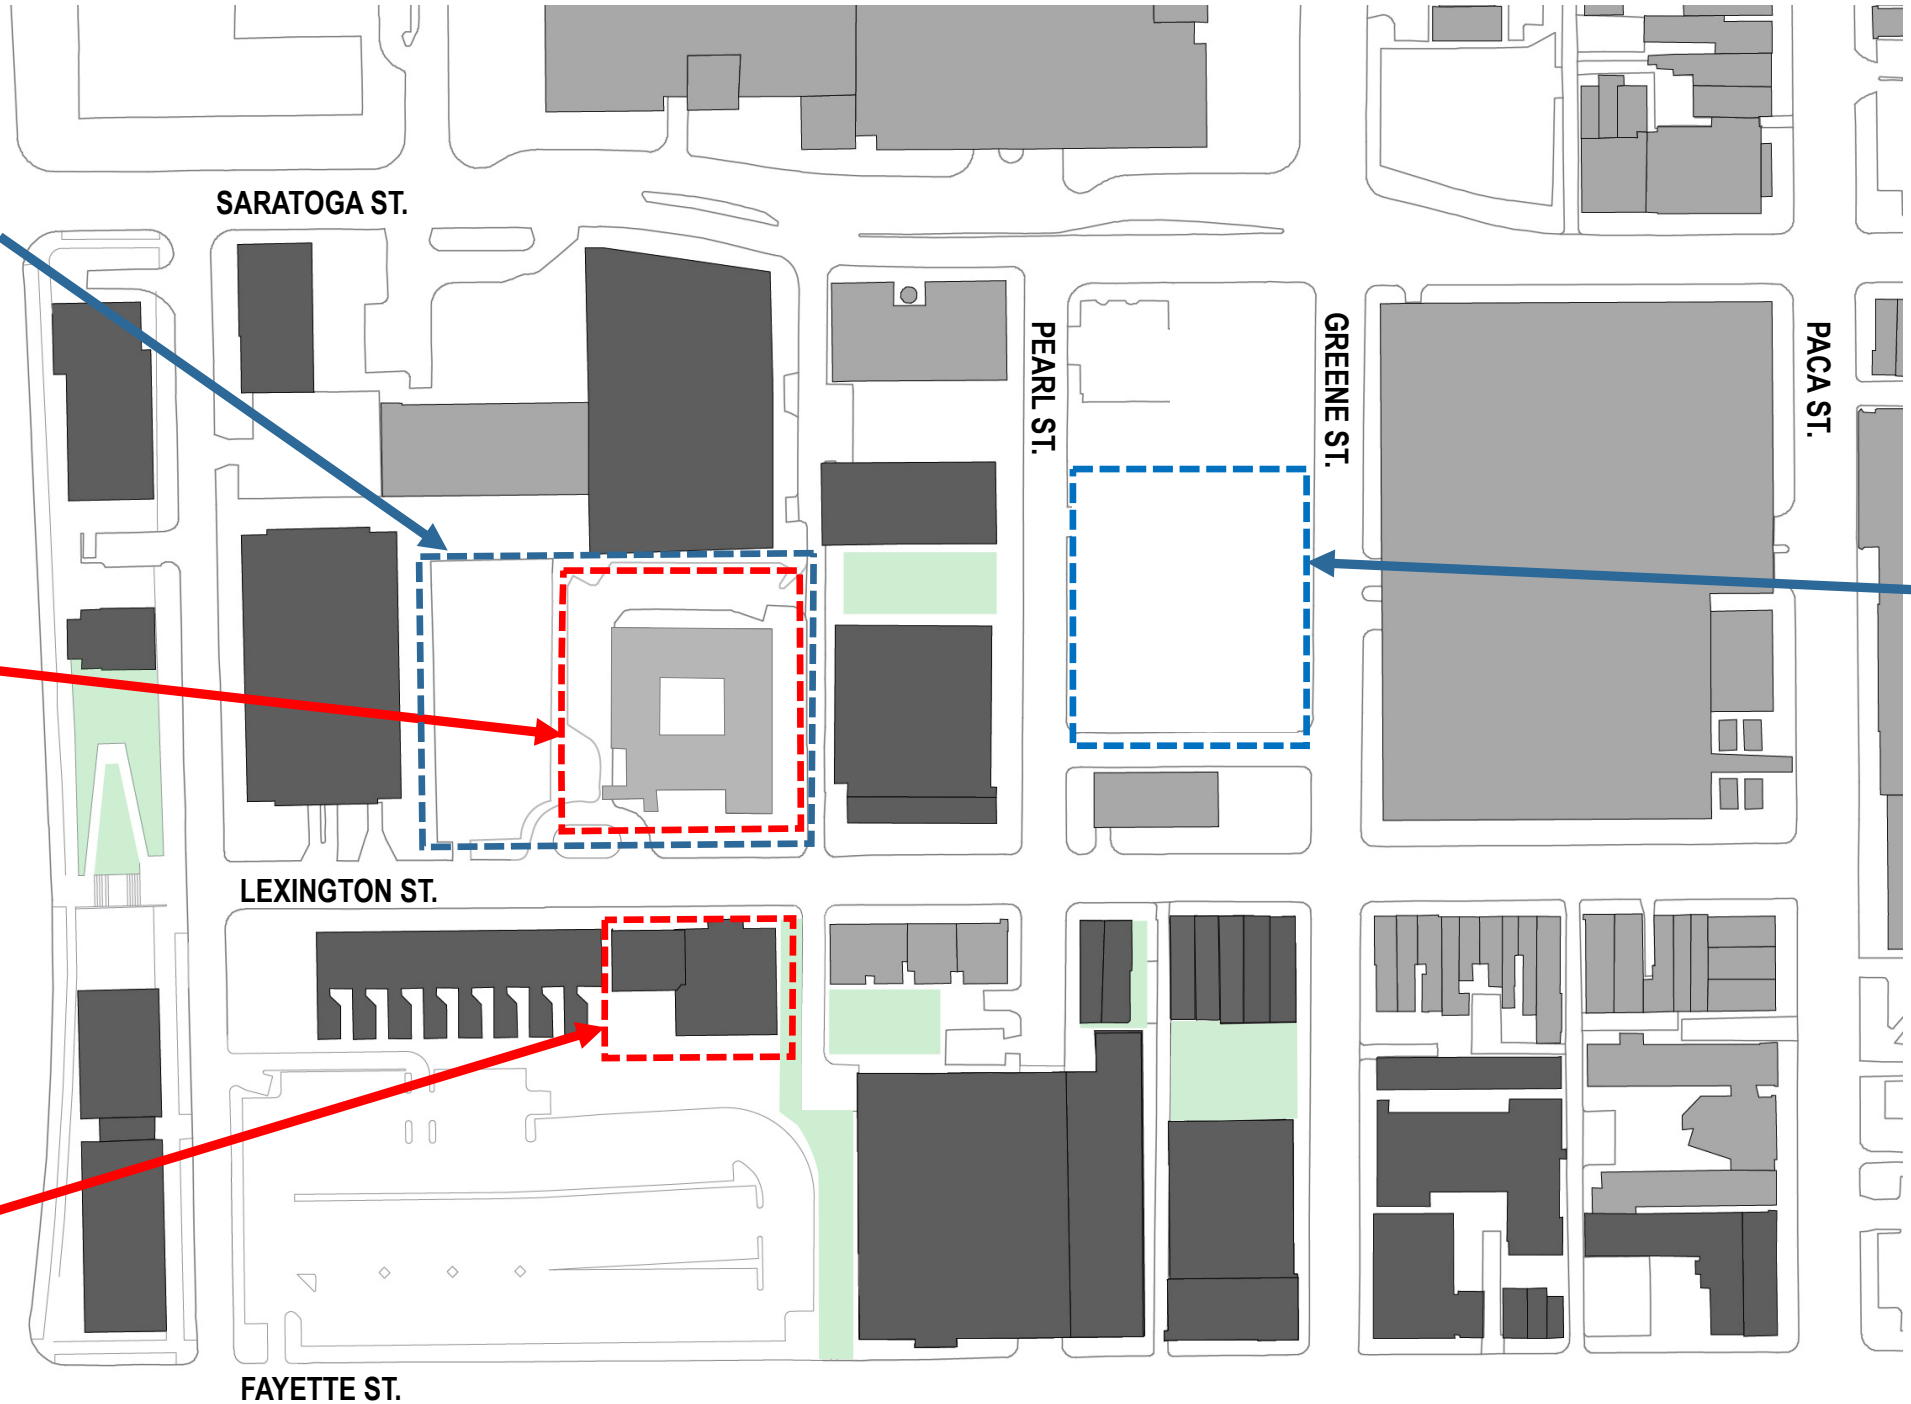 SARATOGA ST.
PEARL ST.
GREENE ST.
PACA ST.
LEXINGTON ST.
FAYETTE ST.